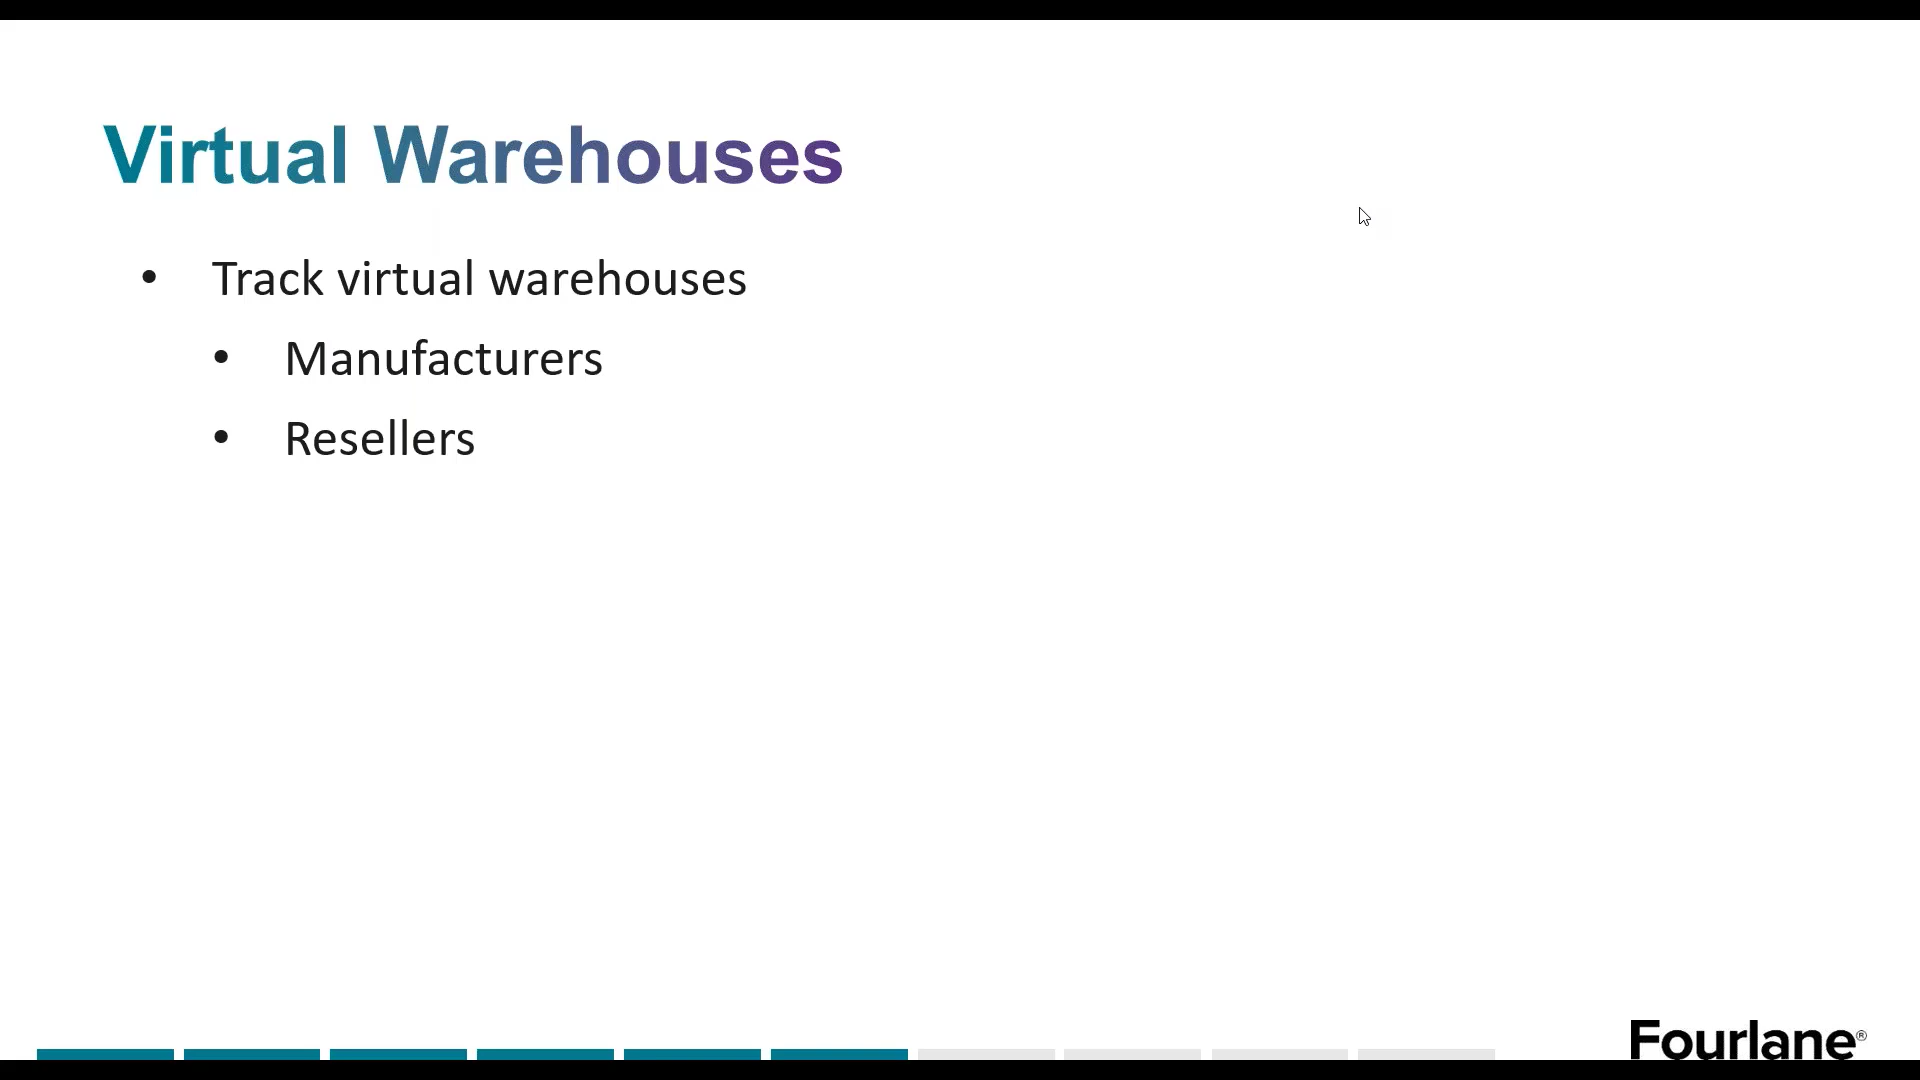 Virtual Warehouses
• Track virtual warehouses
• Manufacturers
• Resellers
Fourlane®